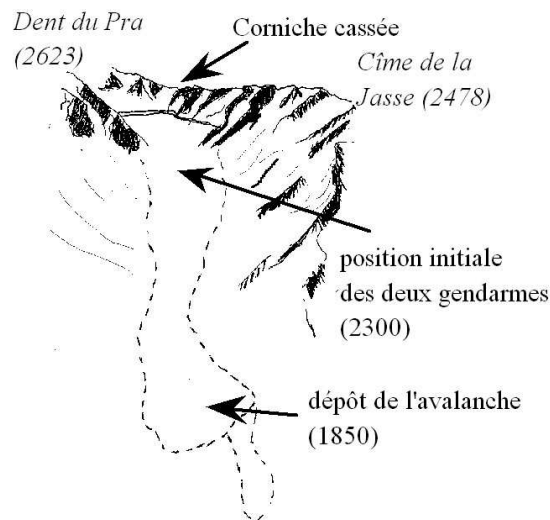 Dent du Pra
(2623)
Corniche cassée
Cîme de la
Jasse (2478)
position initiale
des deux gendarmes
(2300)
dépôt de l'avalanche
(1850)